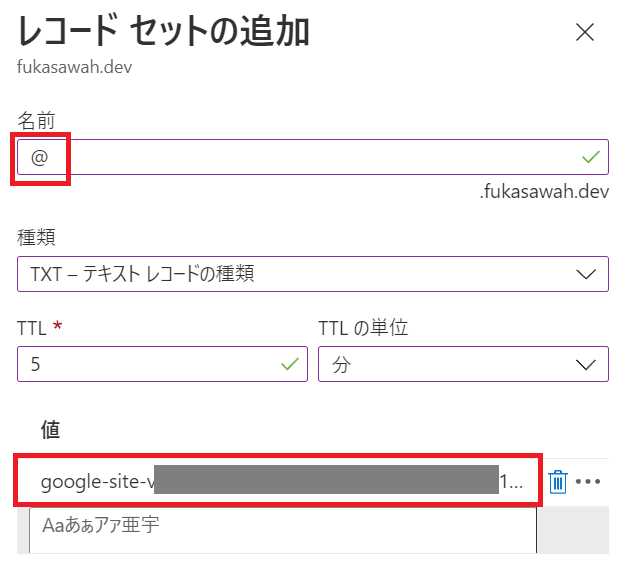 レコード セットの追加
fukasawah.dev
名前
@
.fukasawah.dev
種類
TXT – テキスト レコードの種類
TTL *
TTL の単位
5
分
値
google-site-v
1...
Aaあぁアァ亜宇